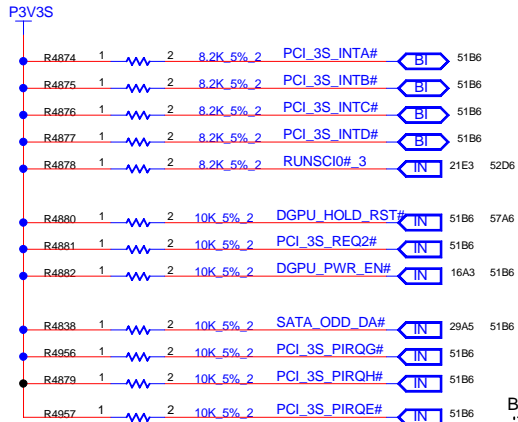 P3V3S
R4874 1 2 8.2K_5%_2 PCI_3S_INTA# BI 51B6
R4875 1 2 8.2K_5%_2 PCI_3S_INTB# BI 51B6
R4876 1 2 8.2K_5%_2 PCI_3S_INTC# BI 51B6
R4877 1 2 8.2K_5%_2 PCI_3S_INTD# BI 51B6
R4878 1 2 8.2K_5%_2 RUNSCI0#_3 IN 21E3 52D6
R4880 1 2 10K_5%_2 DGPU_HOLD_RST# IN 51B6 57A6
R4881 1 2 10K_5%_2 PCI_3S_REQ2# IN 51B6
R4882 1 2 10K_5%_2 DGPU_PWR_EN# IN 16A3 51B6
R4838 1 2 10K_5%_2 SATA_ODD_DA# IN 29A5 51B6
R4956 1 2 10K_5%_2 PCI_3S_PIRQG# IN 51B6
R4879 1 2 10K_5%_2 PCI_3S_PIRQH# IN 51B6
R4957 1 2 10K_5%_2 PCI_3S_PIRQE# IN 51B6
B